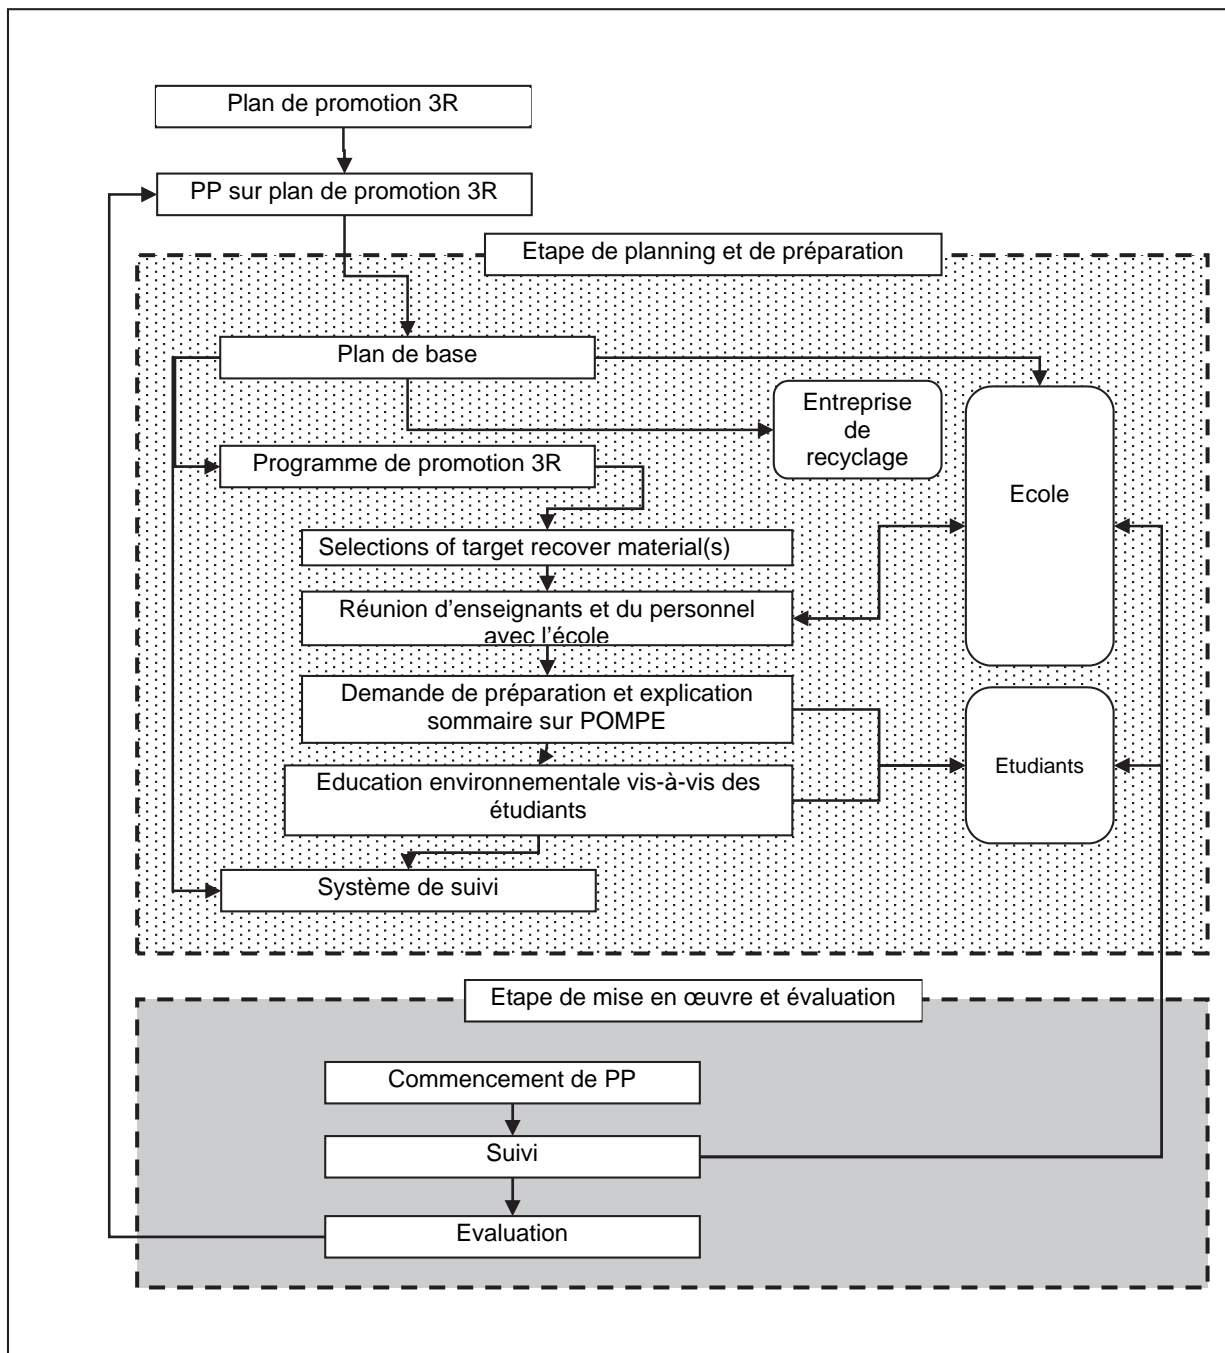 Plan de promotion 3R
PP sur plan de promotion 3R
Etape de planning et de préparation
Plan de base
Entreprise
de
recyclage
Ecole
Programme de promotion 3R
Selections of target recover material(s)
Réunion d’enseignants et du personnel
avec l’école
Demande de préparation et explication
sommaire sur POMPE
Etudiants
Education environnementale vis-à-vis des
étudiants
Système de suivi
Etape de mise en œuvre et évaluation
Commencement de PP
Suivi
Evaluation